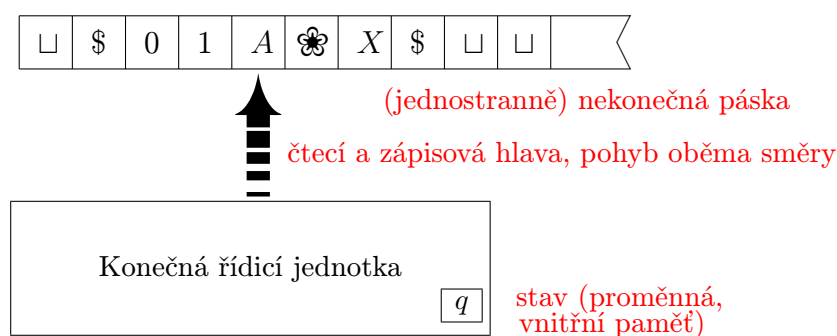 ⊔ $ 0 1 A ❀ X $ ⊔ ⊔
(jednostranně) nekonečná páska
čtecí a zápisová hlava, pohyb oběma směry
Konečná řídicí jednotka
q
stav (proměnná,
vnitřní paměť)